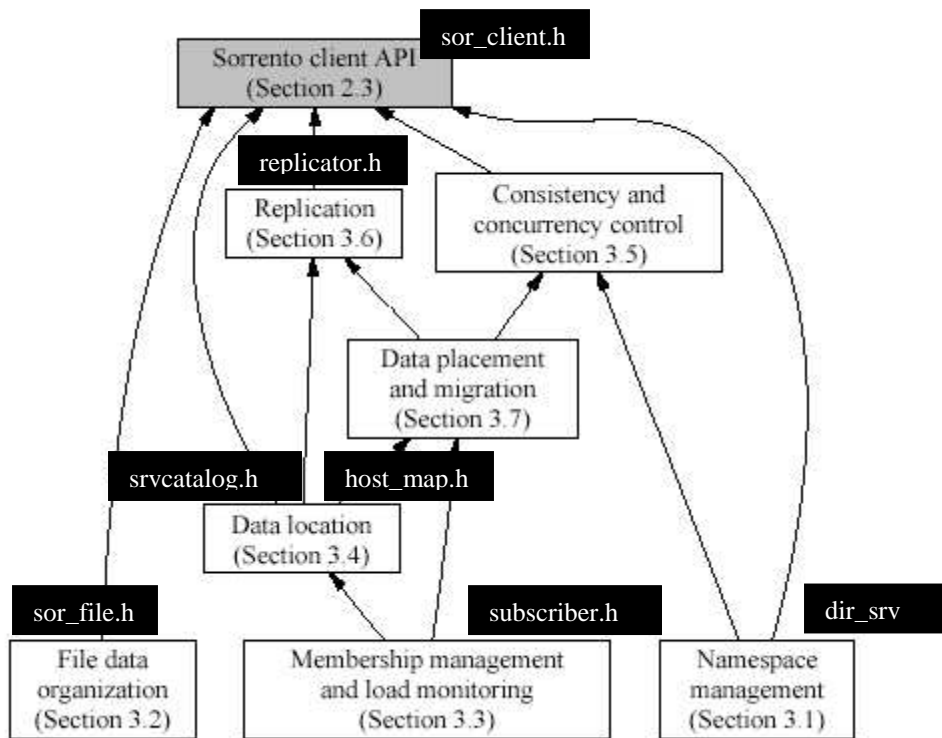 sor_client.h
Sorrento client API
(Section 2.3)
replicator.h
Replication
(Section 3.6)
Consistency and
concurrency control
(Section 3.5)
Data placement
and migration
(Section 3.7)
srvcatalog.h
host_map.h
Data location
(Section 3.4)
sor_file.h
subscriber.h
dir_srv
File data
organization
(Section 3.2)
Membership management
and load monitoring
(Section 3.3)
Namespace
management
(Section 3.1)